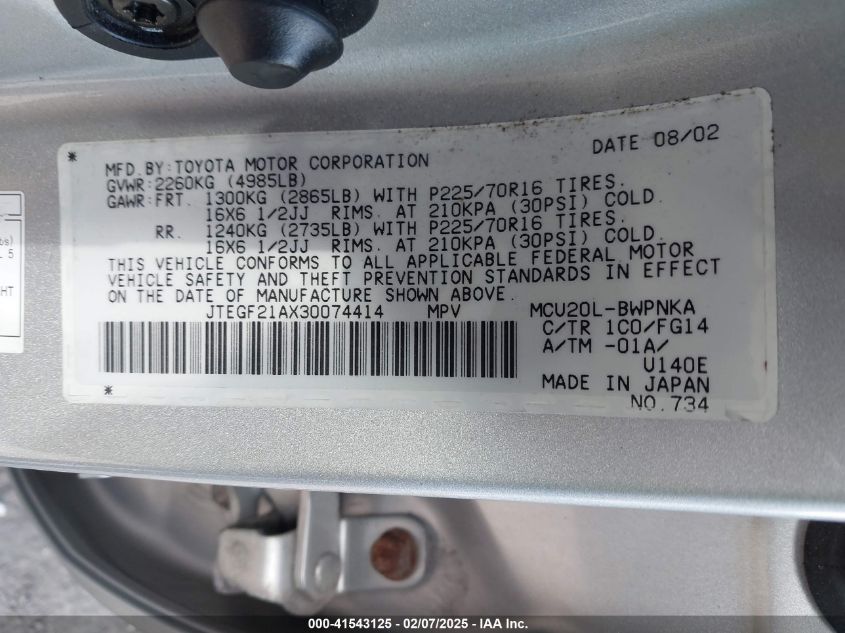 DATE 08/02
* MFD.BY:TOYOTA MOTOR CORPORATION
GVWR:2260KG (4985LB)
GAWR:FRT. 1300KG (2865LB) WITH P225/70R16 TIRES.
16X6 1/2JJ RIMS. AT 210KPA (30PSI) COLD.
RR. 1240KG (2735LB) WITH P225/70R16 TIRES.
16X6 1/2JJ RIMS. AT 210KPA (30PSI) COLD.
THIS VEHICLE CONFORMS TO ALL APPLICABLE FEDERAL MOTOR
VEHICLE SAFETY AND THEFT PREVENTION STANDARDS IN EFFECT
ON THE DATE OF MANUFACTURE SHOWN ABOVE.
JTEGF21AX30074414 MPV MCU20L-BWPNKA
C/TR 1C0/FG14
A/TM -01A/
U140E
* MADE IN JAPAN
NO.734
000-41543125 - 02/07/2025 - IAA Inc.